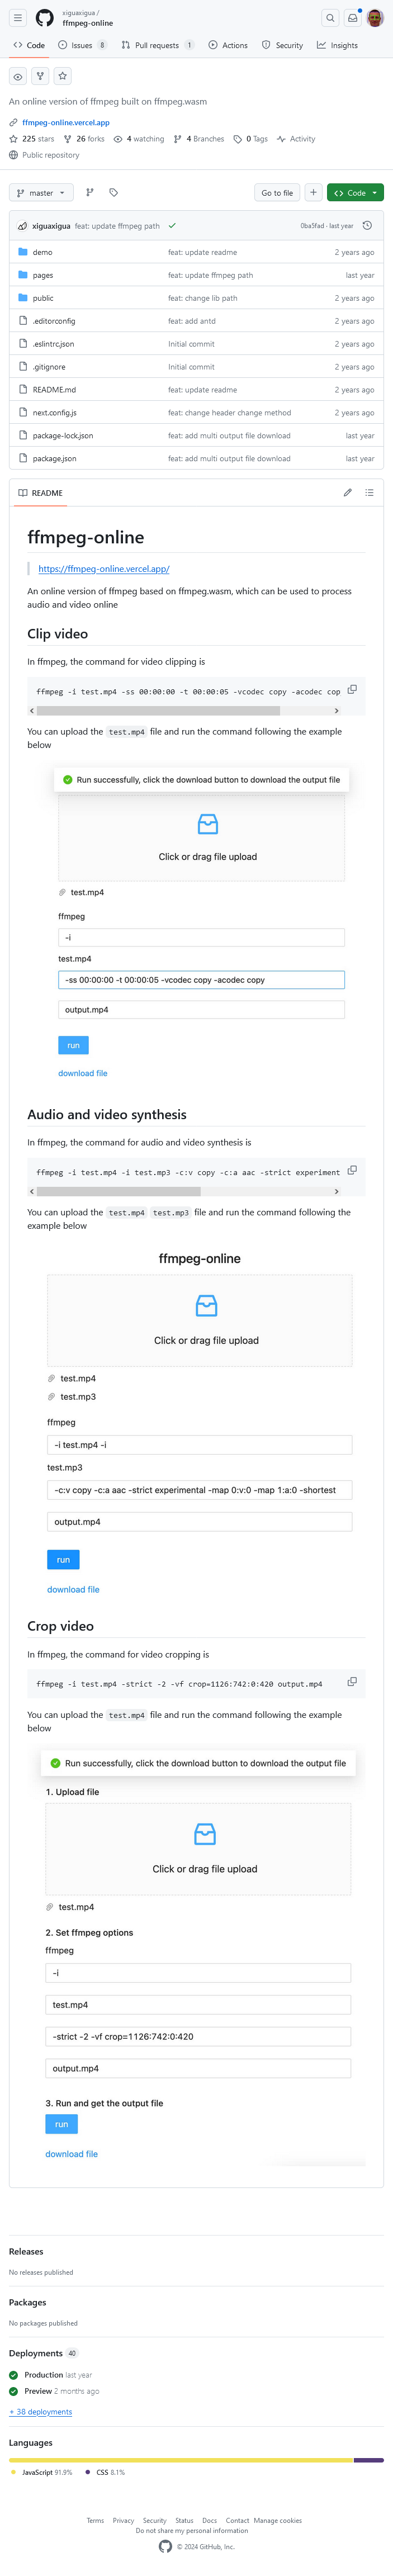 xiguaxigua /
ffmpeg-online
Code Issues 8 Pull requests 1 Actions Security Insights
An online version of ffmpeg built on ffmpeg.wasm
ffmpeg-online.vercel.app
225 stars 26 forks 4 watching 4 Branches 0 Tags Activity
Public repository
master Go to file Code
xiguaxigua feat: update ffmpeg path 0ba5fad · last year
demo feat: update readme 2 years ago
pages feat: update ffmpeg path last year
public feat: change lib path 2 years ago
.editorconfig feat: add antd 2 years ago
.eslintrc.json Initial commit 2 years ago
.gitignore Initial commit 2 years ago
README.md feat: update readme 2 years ago
next.config.js feat: change header change method 2 years ago
package-lock.json feat: add multi output file download last year
package.json feat: add multi output file download last year
README
ffmpeg-online
https://ffmpeg-online.vercel.app/
An online version of ffmpeg based on ffmpeg.wasm, which can be used to process
audio and video online
Clip video
In ffmpeg, the command for video clipping is
ffmpeg -i test.mp4 -ss 00:00:00 -t 00:00:05 -vcodec copy -acodec cop
You can upload the test.mp4 file and run the command following the example
below
Run successfully, click the download button to download the output file
Click or drag file upload
test.mp4
ffmpeg
-i
test.mp4
-ss 00:00:00 -t 00:00:05 -vcodec copy -acodec copy
output.mp4
run
download file
Audio and video synthesis
In ffmpeg, the command for audio and video synthesis is
ffmpeg -i test.mp4 -i test.mp3 -c:v copy -c:a aac -strict experiment
You can upload the test.mp4 test.mp3 file and run the command following the
example below
ffmpeg-online
Click or drag file upload
test.mp4
test.mp3
ffmpeg
-i test.mp4 -i
test.mp3
-c:v copy -c:a aac -strict experimental -map 0:v:0 -map 1:a:0 -shortest
output.mp4
run
download file
Crop video
In ffmpeg, the command for video cropping is
ffmpeg -i test.mp4 -strict -2 -vf crop=1126:742:0:420 output.mp4
You can upload the test.mp4 file and run the command following the example
below
Run successfully, click the download button to download the output file
1. Upload file
Click or drag file upload
test.mp4
2. Set ffmpeg options
ffmpeg
-i
test.mp4
-strict -2 -vf crop=1126:742:0:420
output.mp4
3. Run and get the output file
run
download file
Releases
No releases published
Packages
No packages published
Deployments 40
Production last year
Preview 2 months ago
+ 38 deployments
Languages
JavaScript 91.9% CSS 8.1%
Terms Privacy Security Status Docs Contact Manage cookies
Do not share my personal information
© 2024 GitHub, Inc.